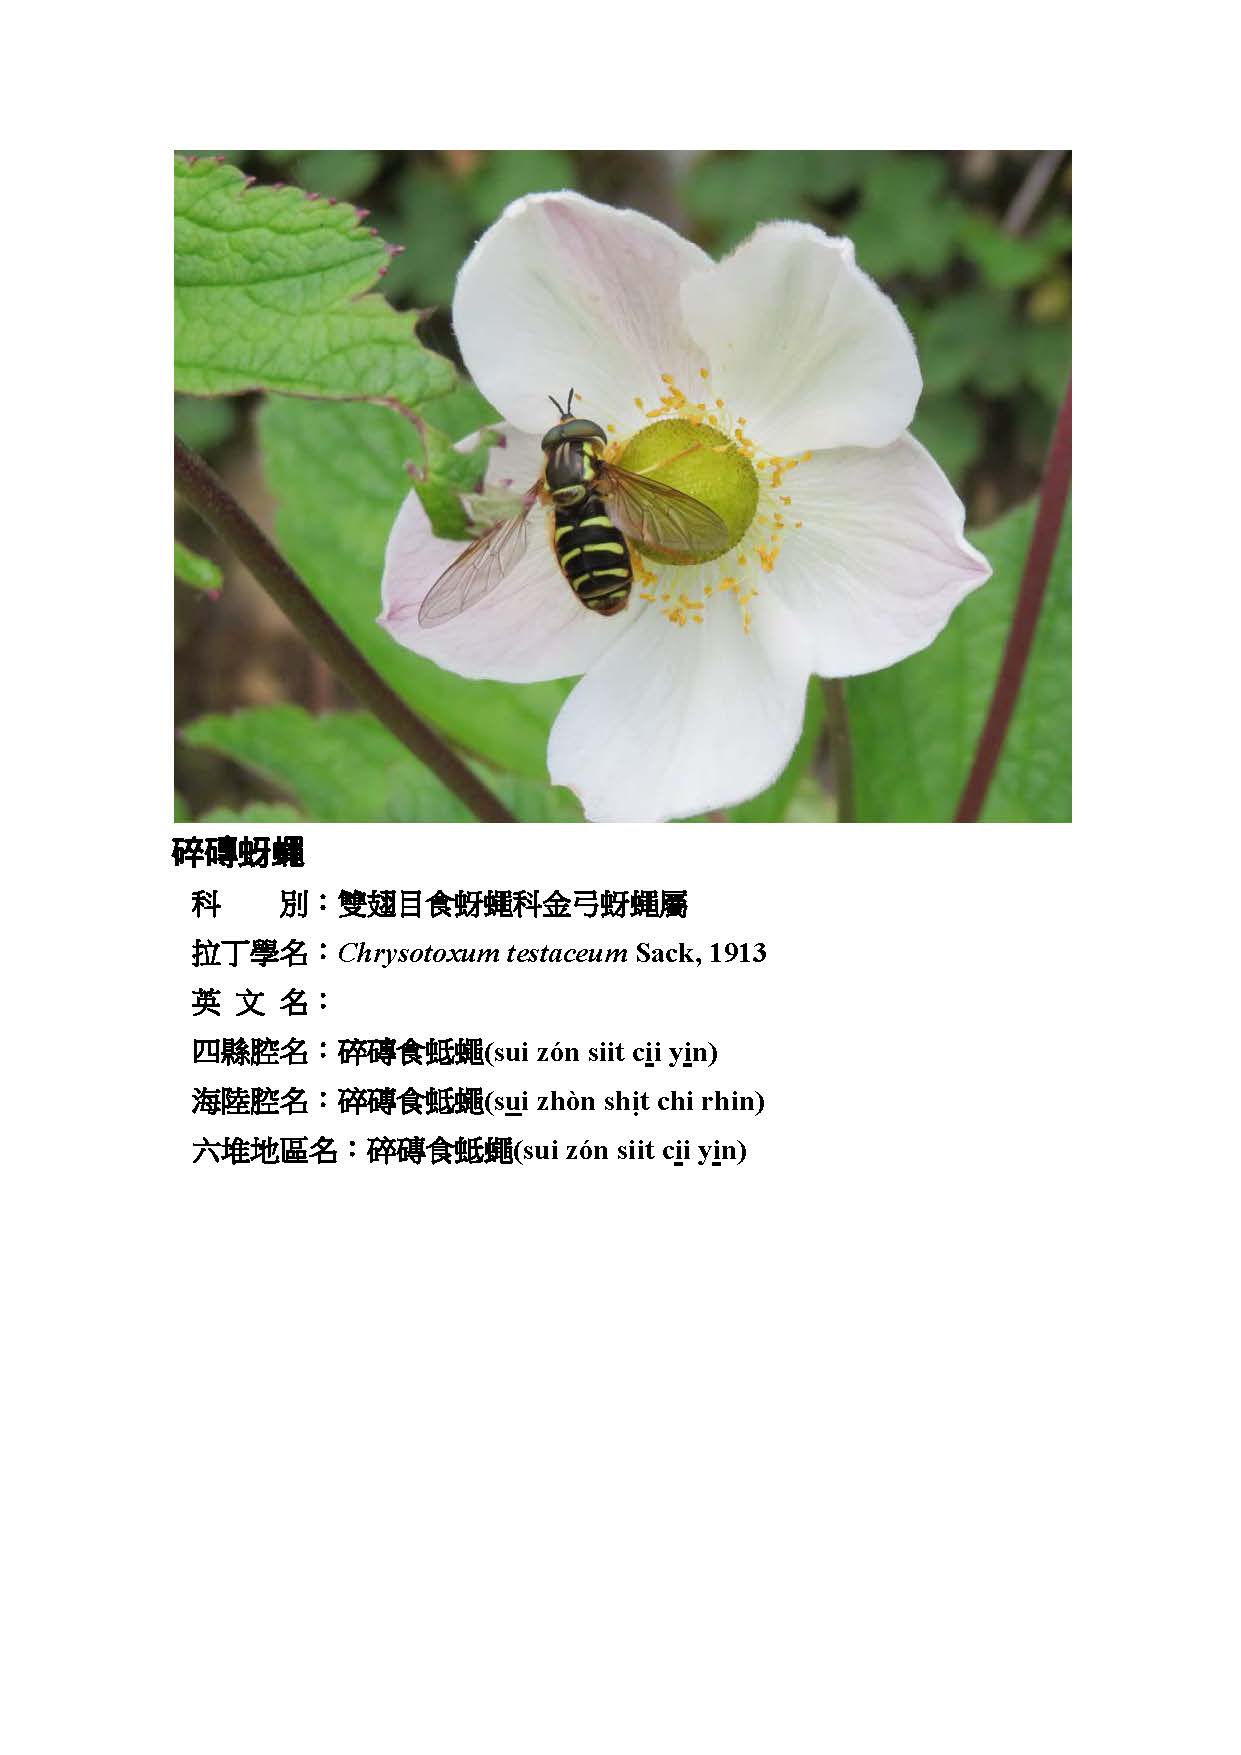 碎磚蚜蠅
科　　別：雙翅目食蚜蠅科金弓蚜蠅屬
拉丁學名：Chrysotoxum testaceum Sack, 1913
英 文 名：
四縣腔名：碎磚食蚳蠅(sui zón siit ci̱i yi̱n)
海陸腔名：碎磚食蚳蠅(su̱i zhòn shịt chi rhin)
六堆地區名：碎磚食蚳蠅(sui zón siit ci̱i yi̱n)